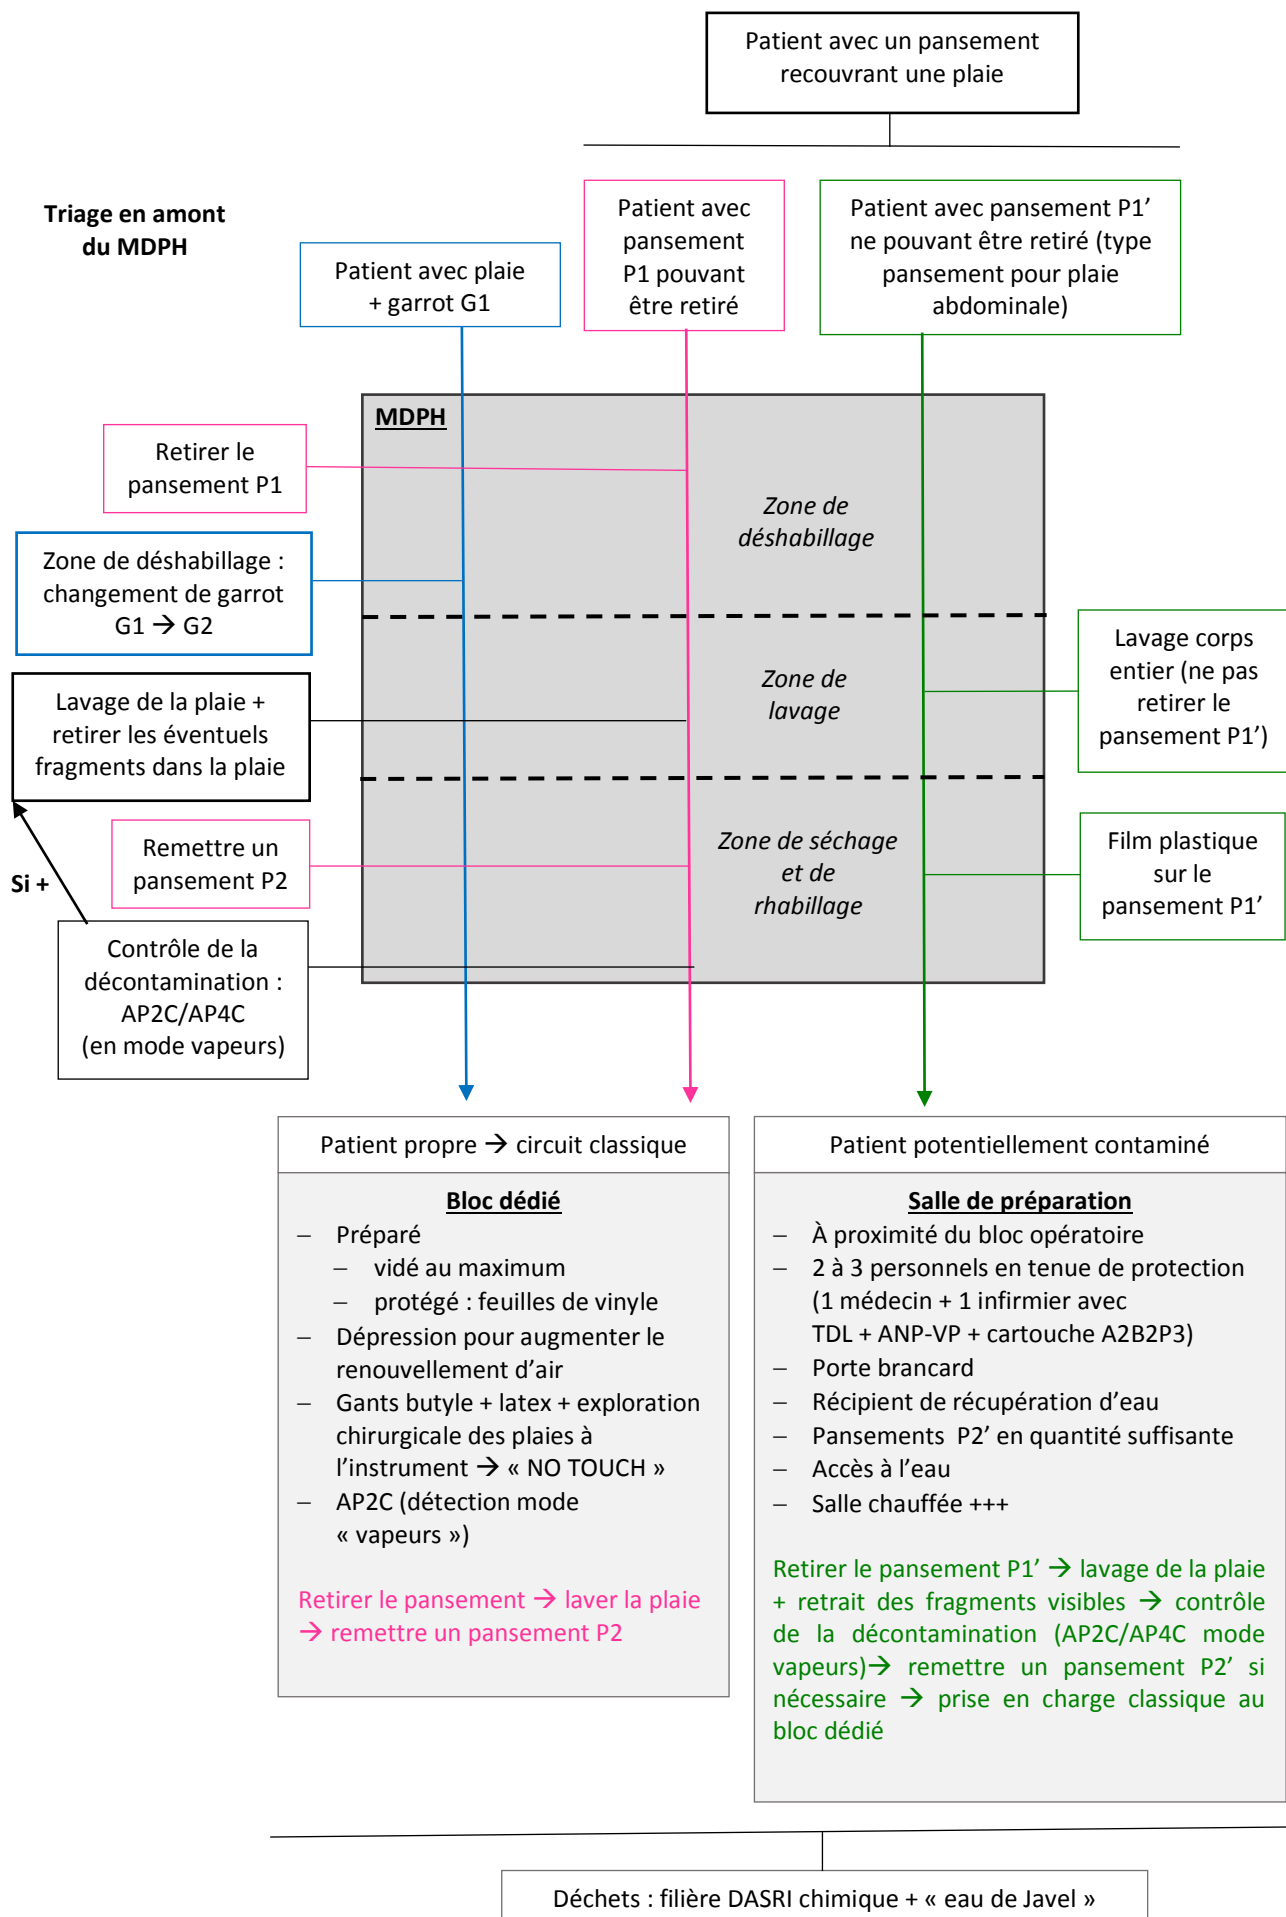 Patient avec un pansement
recouvrant une plaie
Triage en amont
du MDPH
Patient avec plaie
+ garrot G1
Patient avec
pansement
P1 pouvant
être retiré
Patient avec pansement P1’
ne pouvant être retiré (type
pansement pour plaie
abdominale)
MDPH
Retirer le
pansement P1
Zone de
déshabillage
Zone de déshabillage :
changement de garrot
G1 → G2
Lavage de la plaie +
retirer les éventuels
fragments dans la plaie
Zone de
lavage
Lavage corps
entier (ne pas
retirer le
pansement P1’)
Remettre un
pansement P2
Zone de séchage
et de
rhabillage
Film plastique
sur le
pansement P1’
Si +
Contrôle de la
décontamination :
AP2C/AP4C
(en mode vapeurs)
Patient propre → circuit classique
Bloc dédié
– Préparé
– vidé au maximum
– protégé : feuilles de vinyle
– Dépression pour augmenter le
renouvellement d’air
– Gants butyle + latex + exploration
chirurgicale des plaies à
l’instrument → « NO TOUCH »
– AP2C (détection mode
« vapeurs »)
Retirer le pansement → laver la plaie
→ remettre un pansement P2
Patient potentiellement contaminé
Salle de préparation
– À proximité du bloc opératoire
– 2 à 3 personnels en tenue de protection
(1 médecin + 1 infirmier avec
TDL + ANP-VP + cartouche A2B2P3)
– Porte brancard
– Récipient de récupération d’eau
– Pansements P2’ en quantité suffisante
– Accès à l’eau
– Salle chauffée +++
Retirer le pansement P1’ → lavage de la plaie
+ retrait des fragments visibles → contrôle
de la décontamination (AP2C/AP4C mode
vapeurs)→ remettre un pansement P2’ si
nécessaire → prise en charge classique au
bloc dédié
Déchets : filière DASRI chimique + « eau de Javel »